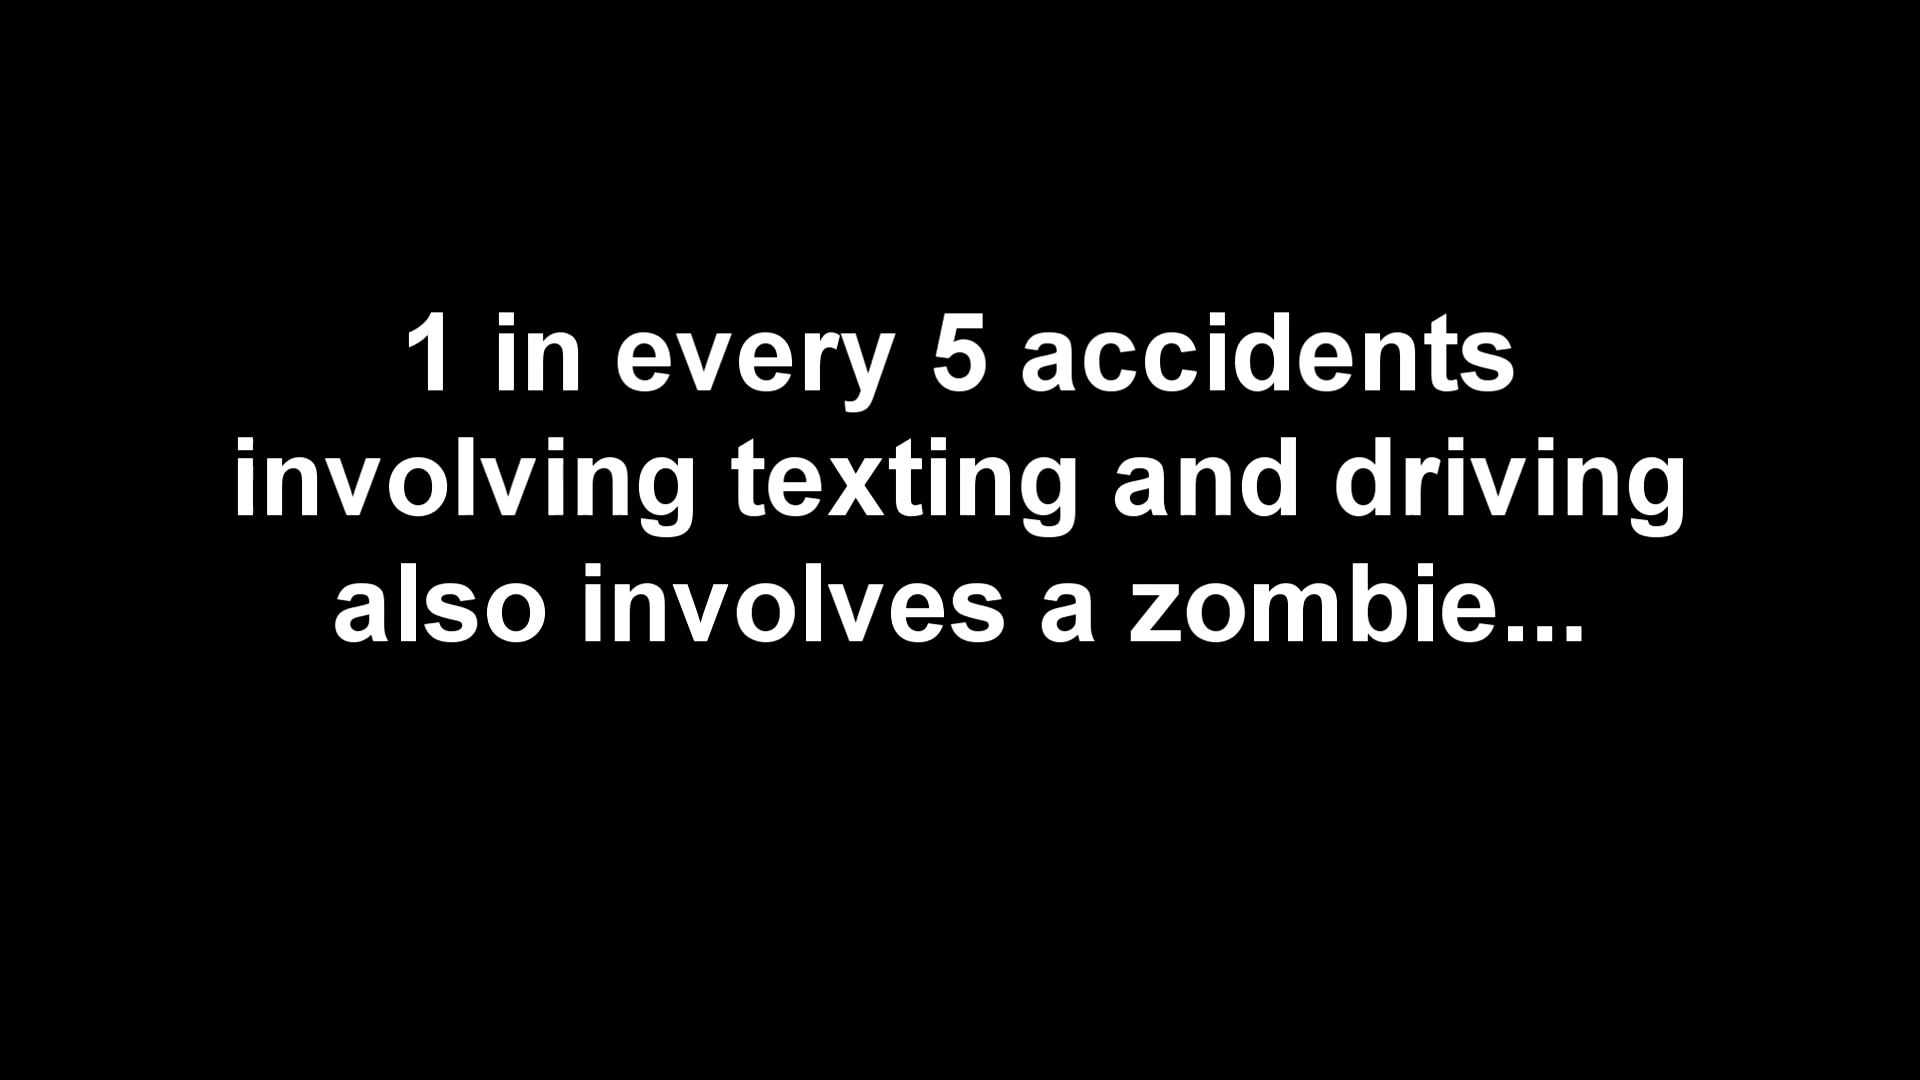 1 in every 5 accidents
involving texting and driving
also involves a zombie...